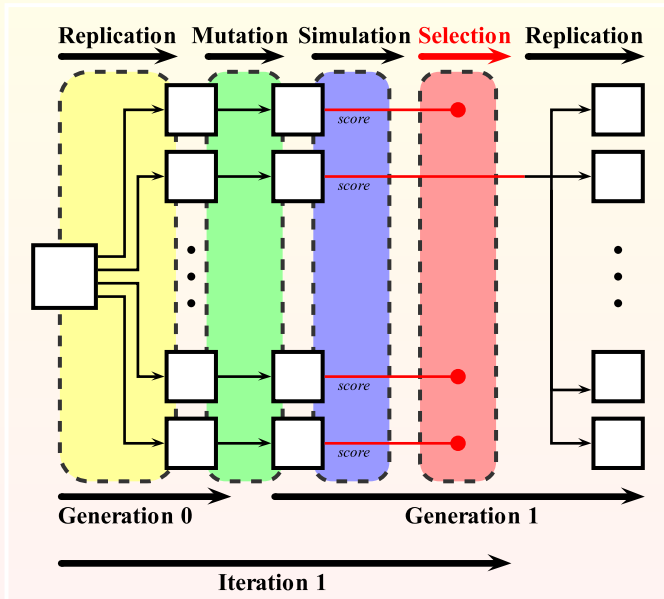 Replication Mutation Simulation Selection Replication
score
score
score
score
Generation 0 Generation 1
Iteration 1